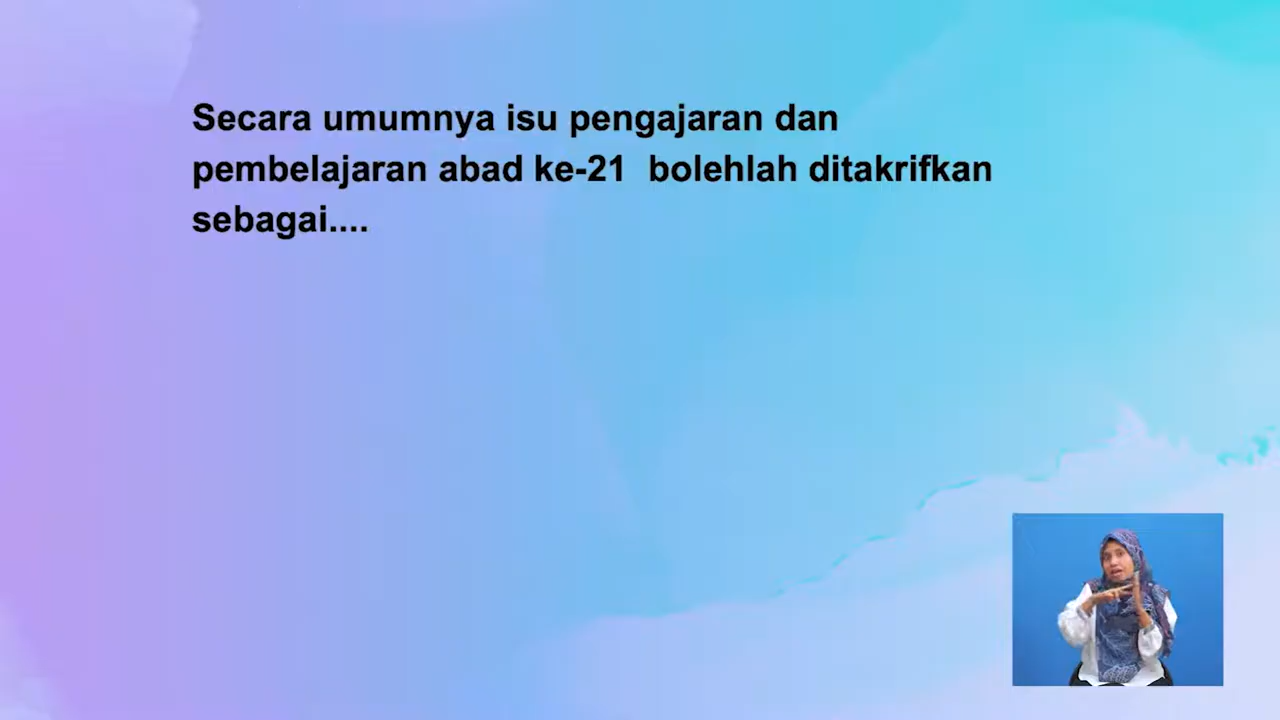 Secara umumnya isu pengajaran dan
pembelajaran abad ke-21  bolehlah ditakrifkan
sebagai....